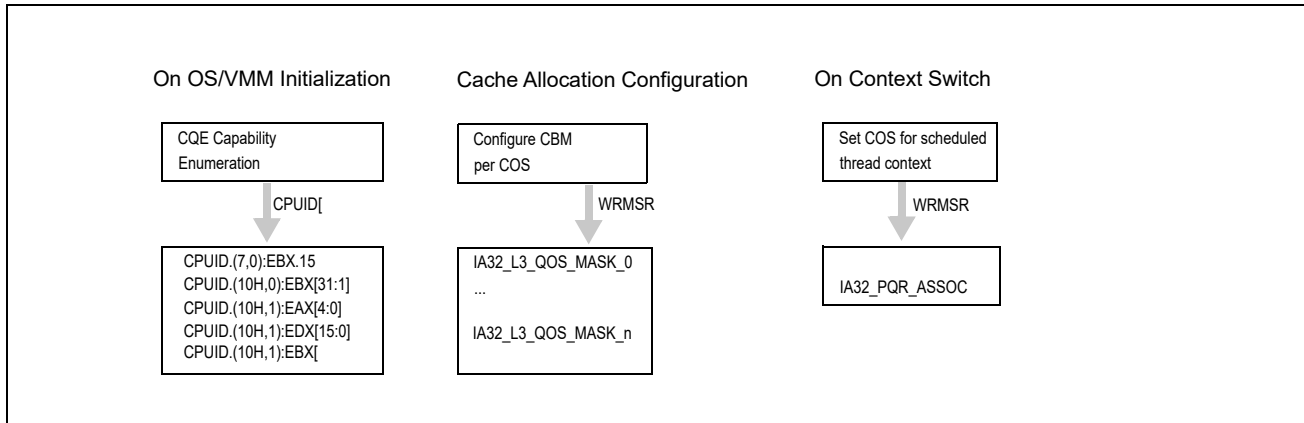 On OS/VMM Initialization
CQE Capability
Enumeration
CPUID[
CPUID.(7,0):EBX.15
CPUID.(10H,0):EBX[31:1]
CPUID.(10H,1):EAX[4:0]
CPUID.(10H,1):EDX[15:0]
CPUID.(10H,1):EBX[
Cache Allocation Configuration
Configure CBM
per COS
WRMSR
IA32_L3_QOS_MASK_0
...
IA32_L3_QOS_MASK_n
On Context Switch
Set COS for scheduled
thread context
WRMSR
IA32_PQR_ASSOC